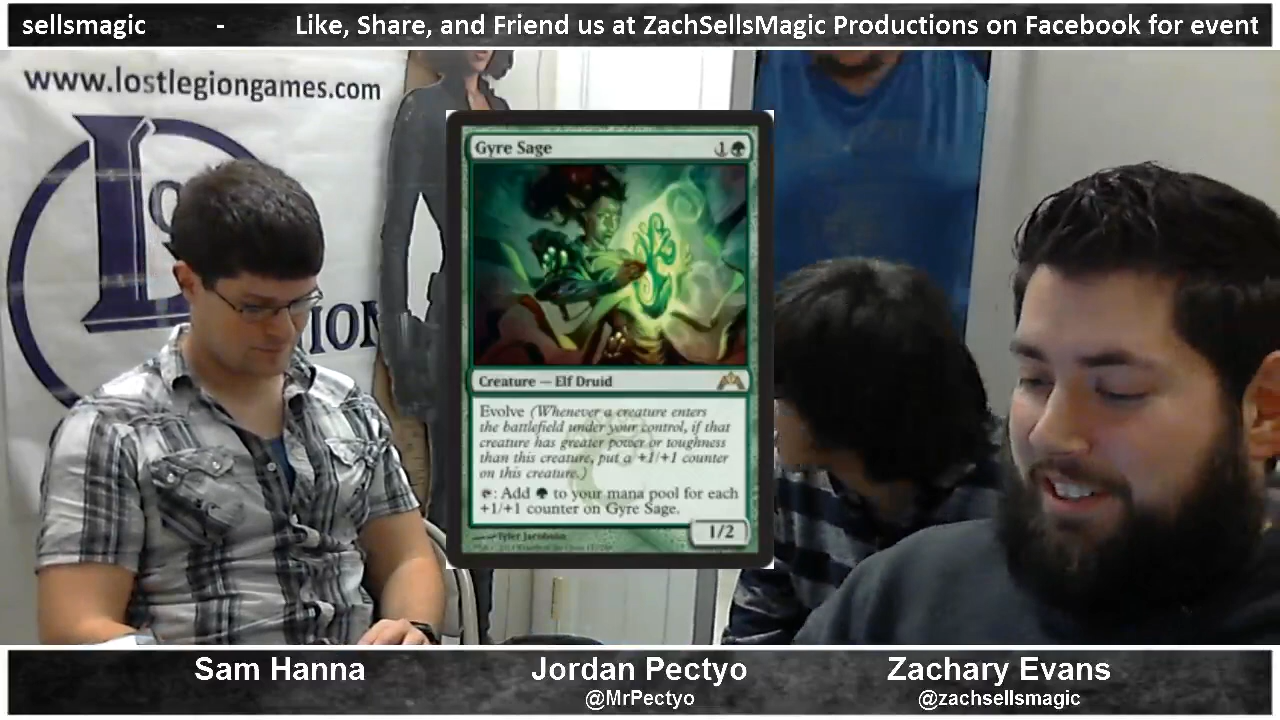 sellsmagic - Like, Share, and Friend us at ZachSellsMagic Productions on Facebook for event
www.lostlegiongames.com
ION
Gyre Sage 1
Creature — Elf Druid
Evolve (Whenever a creature enters
the battlefield under your control, if that
creature has greater power or toughness
than this creature, put a +1/+1 counter
on this creature.)
: Add to your mana pool for each
+1/+1 counter on Gyre Sage.
1/2
Tyler Jacobson
Sam Hanna Jordan Pectyo Zachary Evans
@MrPectyo @zachsellsmagic